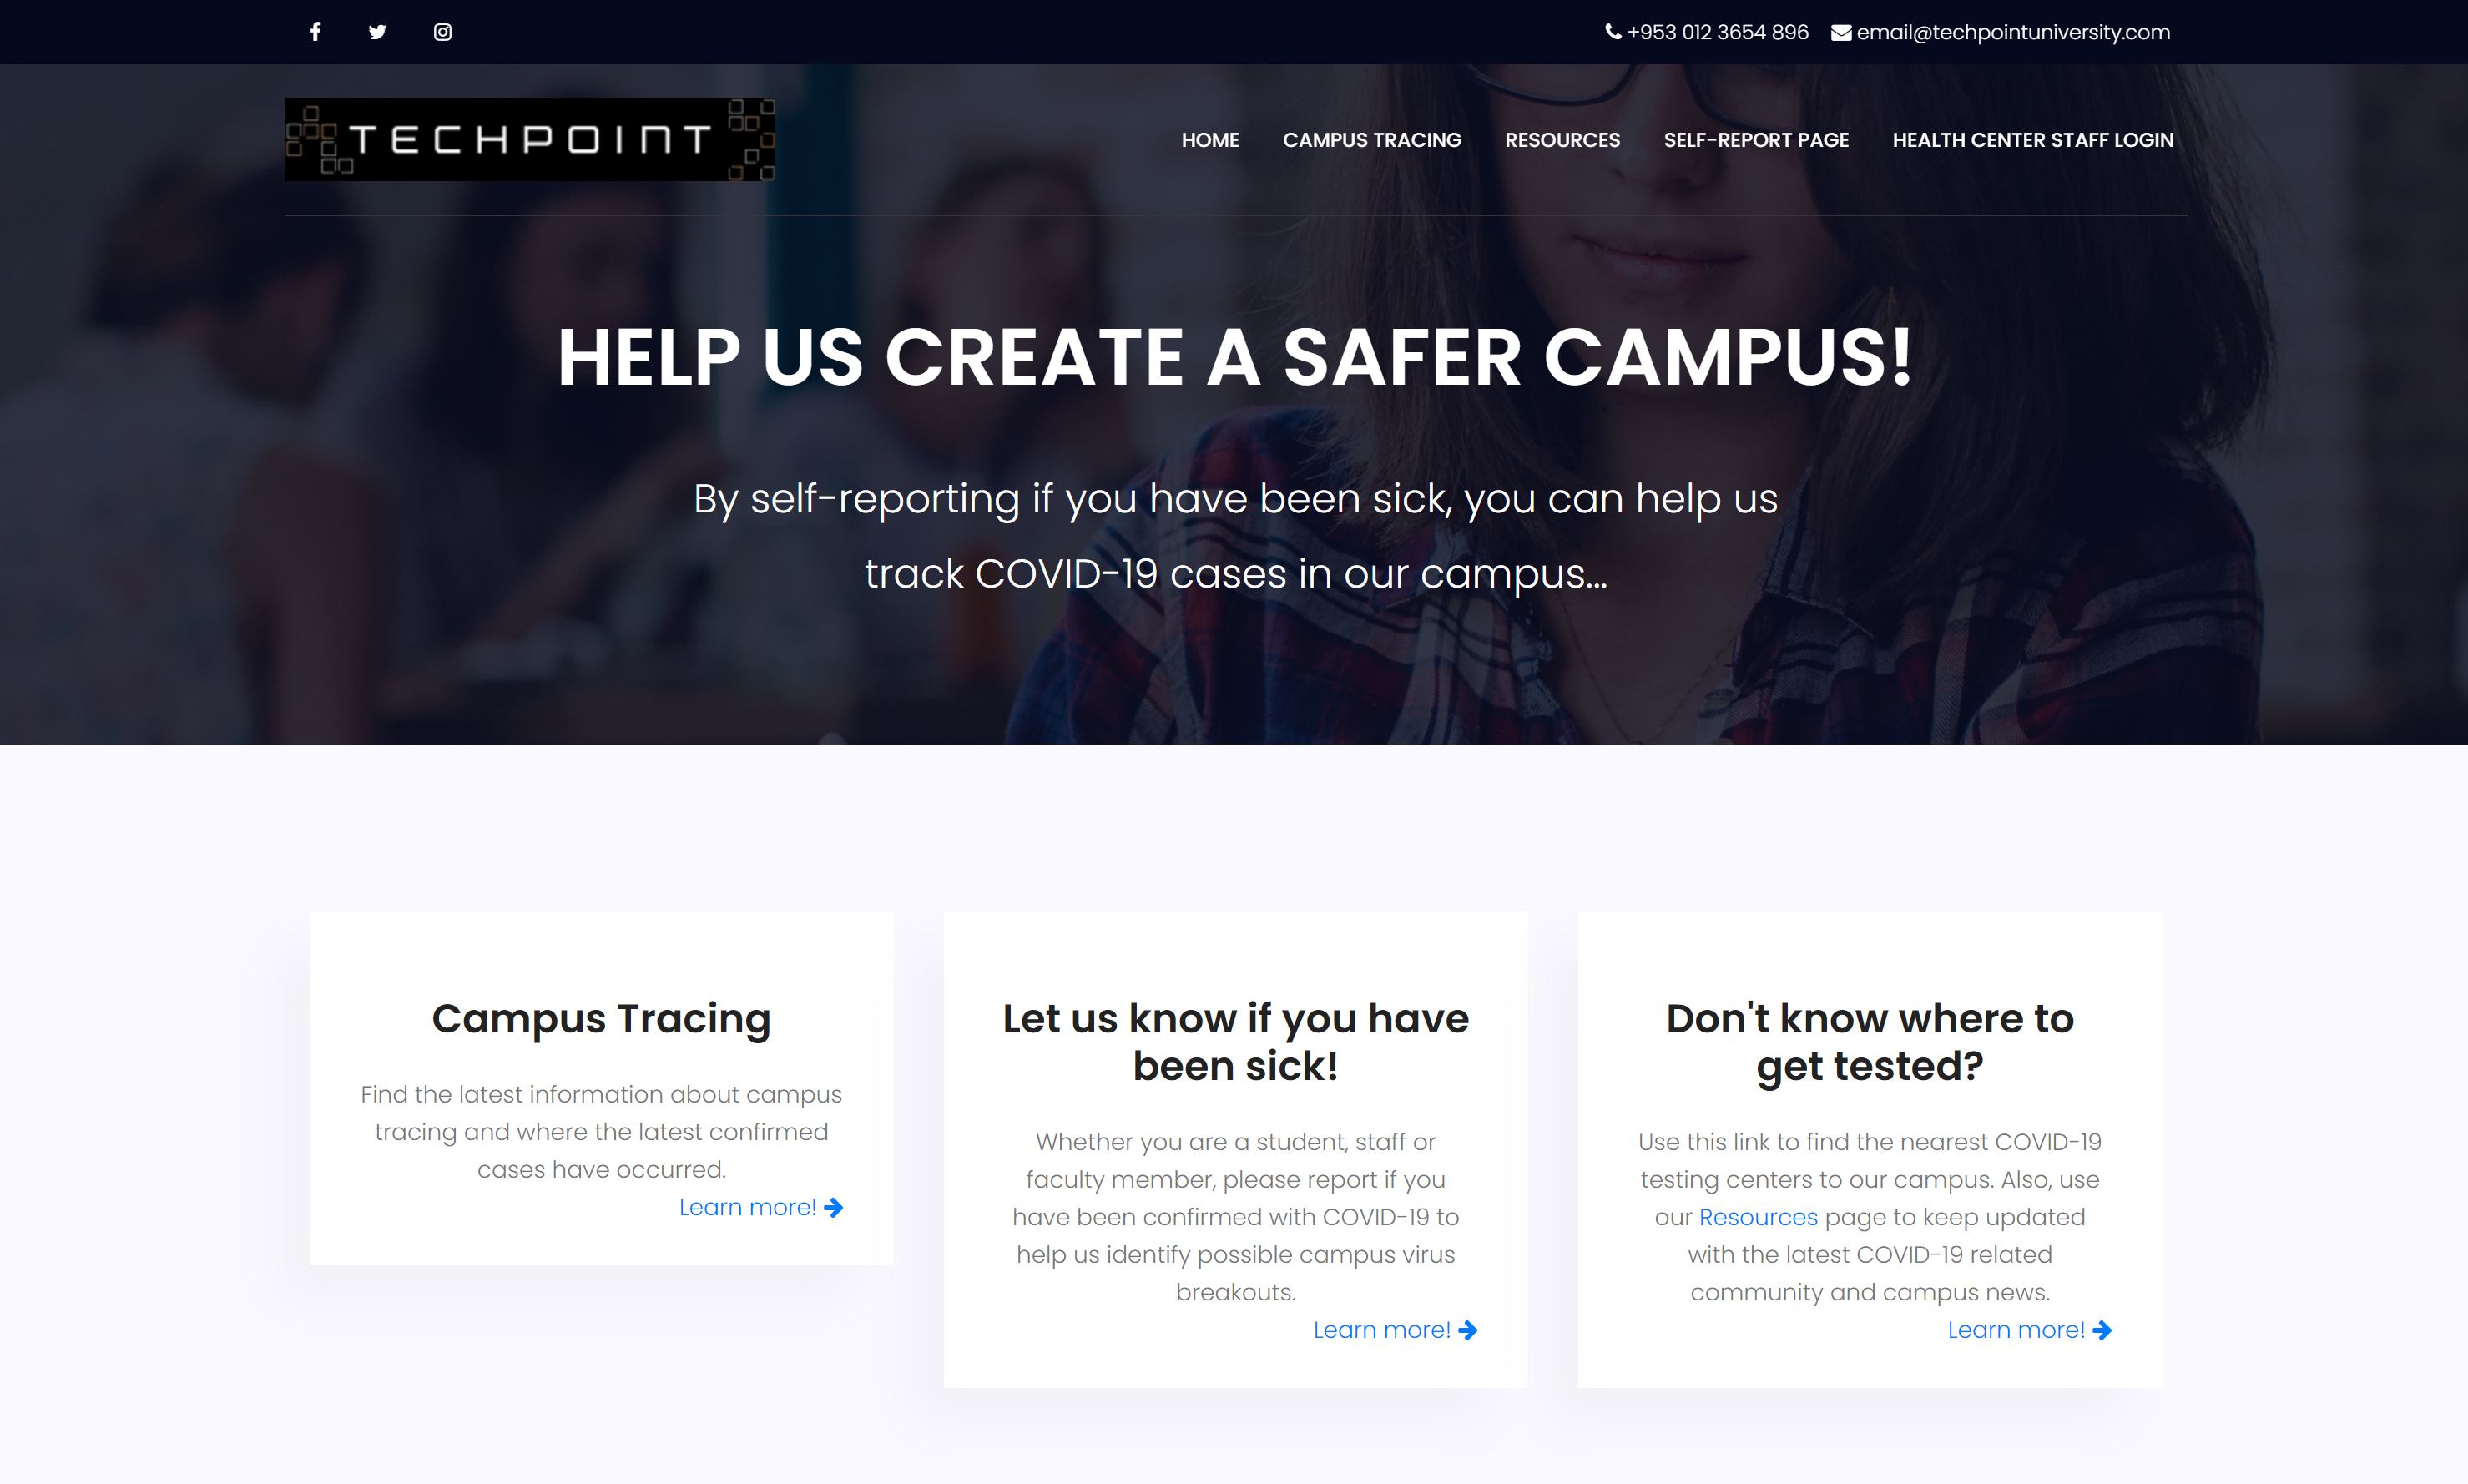 +953 012 3654 896 email@techpointuniversity.com
TECHPOINT
HOME CAMPUS TRACING RESOURCES SELF-REPORT PAGE HEALTH CENTER STAFF LOGIN
HELP US CREATE A SAFER CAMPUS!
By self-reporting if you have been sick, you can help us
track COVID-19 cases in our campus...
Campus Tracing
Find the latest information about campus
tracing and where the latest confirmed
cases have occurred.
Learn more!
Let us know if you have
been sick!
Whether you are a student, staff or
faculty member, please report if you
have been confirmed with COVID-19 to
help us identify possible campus virus
breakouts.
Learn more!
Don't know where to
get tested?
Use this link to find the nearest COVID-19
testing centers to our campus. Also, use
our Resources page to keep updated
with the latest COVID-19 related
community and campus news.
Learn more!